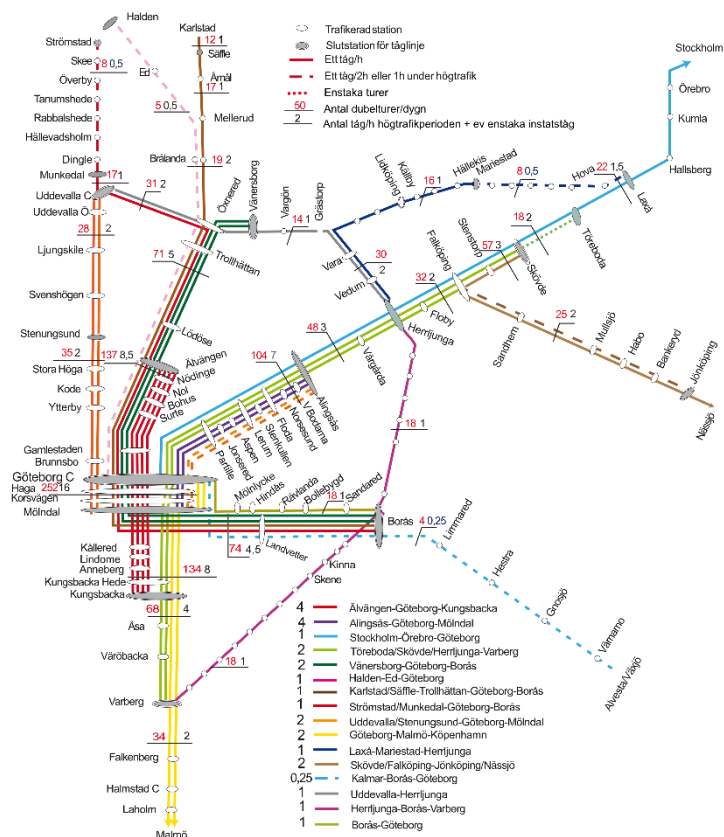 Halden
Karlstad
Strömstad
12 1
Säffle
Skee
8 0,5
Ed
Åmål
Överby
17 1
Tanumshede
5 0,5
Rabbalshede
Mellerud
Hällevadsholm
Dingle
Brålanda
19 2
Munkedal
17 1
Öxnered
Vänersborg
Uddevalla C
31 2
Uddevalla Ö
Vargön
Grästorp
14 1
28 2
Ljungskile
Trollhättan
71 5
Svenshögen
Stenungsund
Lödöse
35 2
137 8,5
Älvängen
Stora Höga
Nödinge
Kode
Nol
Bohus
Ytterby
Surte
Gamlestaden
Brunnsbo
Göteborg C
Haga
252 16
Korsvägen
Mölndal
Trafikerad station
Slutstation för tåglinje
Ett tåg/h
Ett tåg/2h eller 1h under högtrafik
Enstaka turer
50
Antal dubelturer/dygn
2
Antal tåg/h högtrafikperioden + ev enstaka instatståg
Stockholm
Örebro
Kumla
Hallsberg
Laxå
22 1,5
Hova
8 0,5
Mariestad
Hällekis
16 1
Källby
Lidköping
Vara
30
2
Vedum
Herrljunga
Falköping
Stenstorp
57 3
Skövde
18 2
Töreboda
32 2
Floby
Vårgårda
48 3
104 7
Alingsås
V Bodarna
Norsesund
Floda
Stenkullen
Lerum
Aspen
Jonsered
Partille
Sandhem
25 2
Mullsjö
Habo
Bankeryd
Jönköping
Nässjö
18 1
Mölnlycke
Hindås
Rävlanda
Bollebygd
18 1
Sandared
Borås
Landvetter
74 4,5
Kinna
Skene
4 0,25
Limmared
Hestra
Gnosjö
Värnamo
Alvesta/Växjö
Källered
Lindome
Anneberg
Kungsbacka Hede
134 8
Kungsbacka
68 4
Åsa
Väröbacka
18 1
Varberg
34 2
Falkenberg
Halmstad C
Laholm
Malmö
4 Älvängen-Göteborg-Kungsbacka
4 Alingsås-Göteborg-Mölndal
1 Stockholm-Örebro-Göteborg
2 Töreboda/Skövde/Herrljunga-Varberg
2 Vänersborg-Göteborg-Borås
1 Halden-Ed-Göteborg
1 Karlstad/Säffle-Trollhättan-Göteborg-Borås
1 Strömstad/Munkedal-Göteborg-Borås
2 Uddevalla/Stenungsund-Göteborg-Mölndal
2 Göteborg-Malmö-Köpenhamn
1 Laxå-Mariestad-Herrljunga
2 Skövde/Falköping-Jönköping/Nässjö
0,25 Kalmar-Borås-Göteborg
1 Uddevalla-Herrljunga
1 Herrljunga-Borås-Varberg
1 Borås-Göteborg